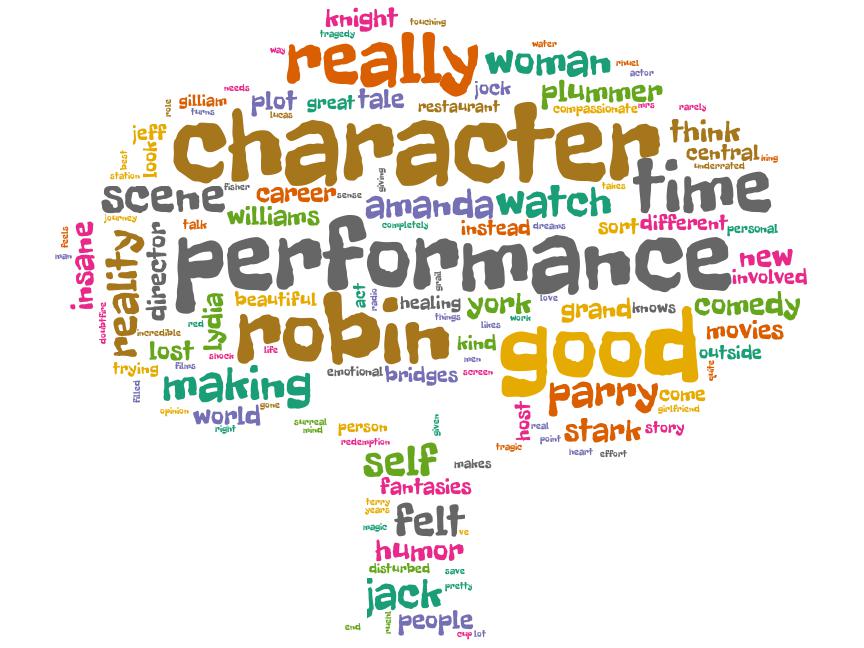 knight
touching
tragedy
way
really
water
woman
rhuel
actor
needs
jock
plummer
role
gilliam
turns
plot
great
tale
restaurant
compassionate
mrs
rarely
lucas
jeff
look
character
think
central
king
underrated
best
station
scene
fisher
career
sense
giving
takes
time
amanda
watch
journey
williams
talk
completely
instead
dreams
sort
different
personal
feels
man
insane
reality
director
performance
grail
new
involved
doubtfire
beautiful
act
radio
healing
things
york
love
work
grand
knows
comedy
red
lydia
incredible
robin
likes
good
movies
lost
shock
life
kind
men
outside
trying
films
emotional
bridges
screen
quite
filled
making
parry
come
girlfriend
opinion
world
gone
right
surreal
mind
person
given
host
real
point
stark
story
redemption
tragic
heart
effort
self
makes
fantasies
terry
years
magic
felt
ve
humor
disturbed
save
jack
pretty
end
ruehl
people
cup
lot